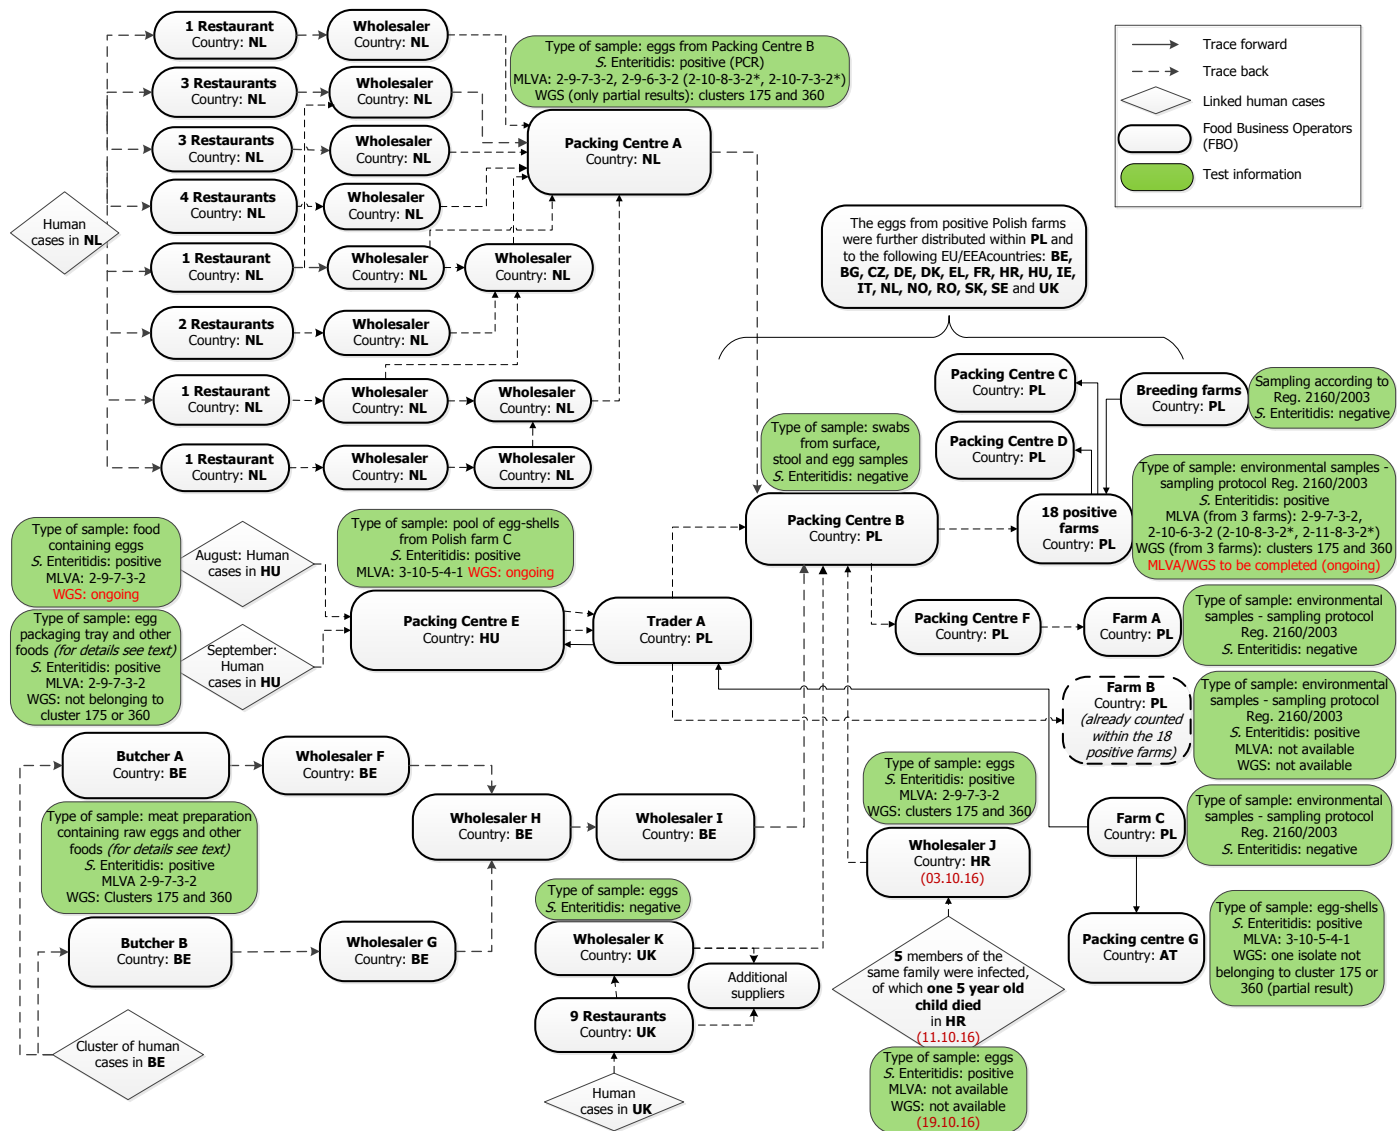 1 Restaurant
Country: NL
Wholesaler
Country: NL
3 Restaurants
Country: NL
Wholesaler
Country: NL
3 Restaurants
Country: NL
Wholesaler
Country: NL
4 Restaurants
Country: NL
Wholesaler
Country: NL
Human
cases in NL
1 Restaurant
Country: NL
Wholesaler
Country: NL
Wholesaler
Country: NL
2 Restaurants
Country: NL
Wholesaler
Country: NL
1 Restaurant
Country: NL
Wholesaler
Country: NL
Wholesaler
Country: NL
1 Restaurant
Country: NL
Wholesaler
Country: NL
Wholesaler
Country: NL
Type of sample: eggs from Packing Centre B
S. Enteritidis: positive (PCR)
MLVA: 2-9-7-3-2, 2-9-6-3-2 (2-10-8-3-2*, 2-10-7-3-2*)
WGS (only partial results): clusters 175 and 360
Packing Centre A
Country: NL
Trace forward
Trace back
Linked human cases
Food Business Operators
(FBO)
Test information
The eggs from positive Polish farms
were further distributed within PL and
to the following EU/EEAcountries: BE,
BG, CZ, DE, DK, EL, FR, HR, HU, IE,
IT, NL, NO, RO, SK, SE and UK
Packing Centre C
Country: PL
Breeding farms
Country: PL
Sampling according to
Reg. 2160/2003
S. Enteritidis: negative
Packing Centre D
Country: PL
Type of sample: swabs
from surface,
stool and egg samples
S. Enteritidis: negative
Packing Centre B
Country: PL
18 positive
farms
Country: PL
Type of sample: environmental samples -
sampling protocol Reg. 2160/2003
S. Enteritidis: positive
MLVA (from 3 farms): 2-9-7-3-2,
2-10-6-3-2 (2-10-8-3-2*, 2-11-8-3-2*)
WGS (from 3 farms): clusters 175 and 360
MLVA/WGS to be completed (ongoing)
Type of sample: food
containing eggs
S. Enteritidis: positive
MLVA: 2-9-7-3-2
WGS: ongoing
August: Human
cases in HU
Type of sample: pool of egg-shells
from Polish farm C
S. Enteritidis: positive
MLVA: 3-10-5-4-1 WGS: ongoing
Packing Centre E
Country: HU
Trader A
Country: PL
Packing Centre F
Country: PL
Farm A
Country: PL
Type of sample: environmental
samples - sampling protocol
Reg. 2160/2003
S. Enteritidis: negative
Type of sample: egg
packaging tray and other
foods (for details see text)
S. Enteritidis: positive
MLVA: 2-9-7-3-2
WGS: not belonging to
cluster 175 or 360
September:
Human
cases in HU
Farm B
Country: PL
(already counted
within the 18
positive farms)
Type of sample: environmental
samples - sampling protocol
Reg. 2160/2003
S. Enteritidis: positive
MLVA: not available
WGS: not available
Butcher A
Country: BE
Wholesaler F
Country: BE
Type of sample: meat preparation
containing raw eggs and other
foods (for details see text)
S. Enteritidis: positive
MLVA 2-9-7-3-2
WGS: Clusters 175 and 360
Wholesaler H
Country: BE
Wholesaler I
Country: BE
Type of sample: eggs
S. Enteritidis: positive
MLVA: 2-9-7-3-2
WGS: clusters 175 and 360
Wholesaler J
Country: HR
(03.10.16)
Farm C
Country: PL
Type of sample: environmental
samples - sampling protocol
Reg. 2160/2003
S. Enteritidis: negative
Butcher B
Country: BE
Wholesaler G
Country: BE
Type of sample: eggs
S. Enteritidis: negative
Wholesaler K
Country: UK
Additional
suppliers
9 Restaurants
Country: UK
Human
cases in UK
5 members of the
same family were infected,
of which one 5 year old
child died
in HR
(11.10.16)
Type of sample: eggs
S. Enteritidis: positive
MLVA: not available
WGS: not available
(19.10.16)
Packing centre G
Country: AT
Type of sample: egg-shells
S. Enteritidis: positive
MLVA: 3-10-5-4-1
WGS: one isolate not
belonging to cluster 175 or
360 (partial result)
Cluster of human
cases in BE